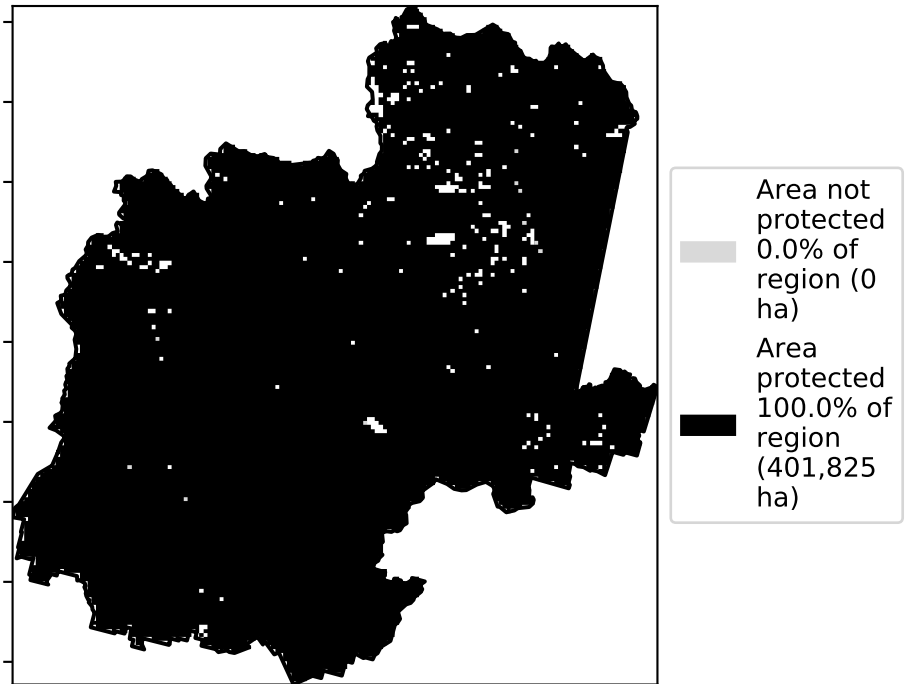 Area not
protected
0.0% of
region (0
ha)
Area
protected
100.0% of
region
(401,825
ha)